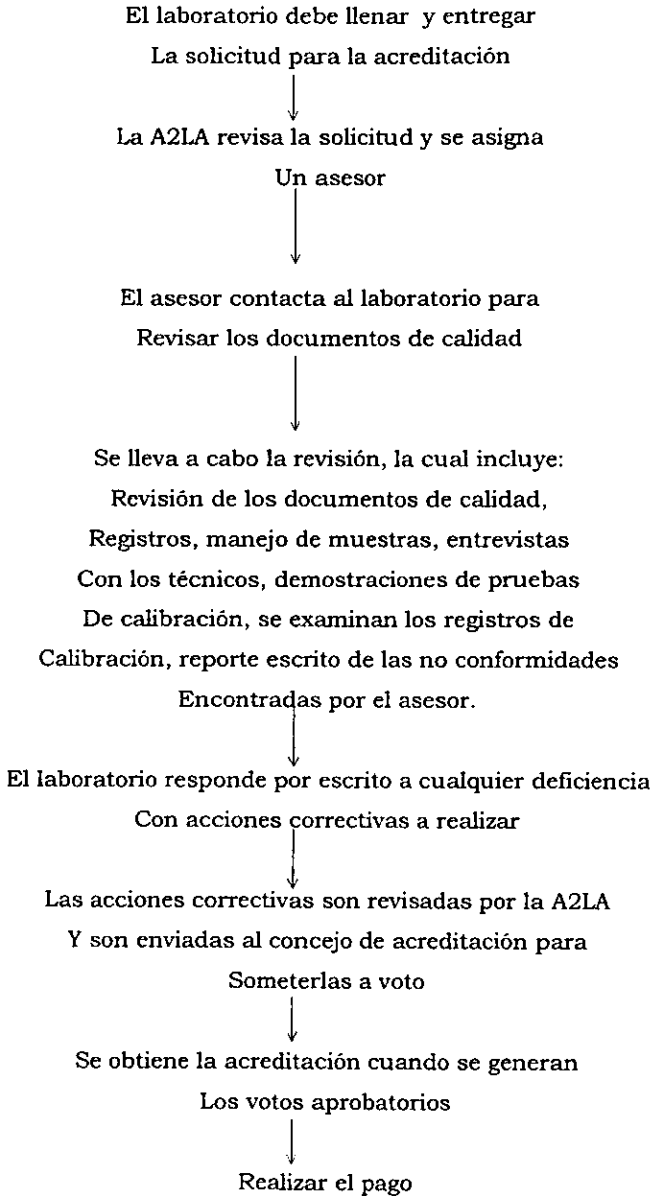 El laboratorio debe llenar y entregar
La solicitud para la acreditación
La A2LA revisa la solicitud y se asigna
Un asesor
El asesor contacta al laboratorio para
Revisar los documentos de calidad
Se lleva a cabo la revisión, la cual incluye:
Revisión de los documentos de calidad,
Registros, manejo de muestras, entrevistas
Con los técnicos, demostraciones de pruebas
De calibración, se examinan los registros de
Calibración, reporte escrito de las no conformidades
Encontradas por el asesor.
El laboratorio responde por escrito a cualquier deficiencia
Con acciones correctivas a realizar
Las acciones correctivas son revisadas por la A2LA
Y son enviadas al concejo de acreditación para
Someterlas a voto
Se obtiene la acreditación cuando se generan
Los votos aprobatorios
Realizar el pago